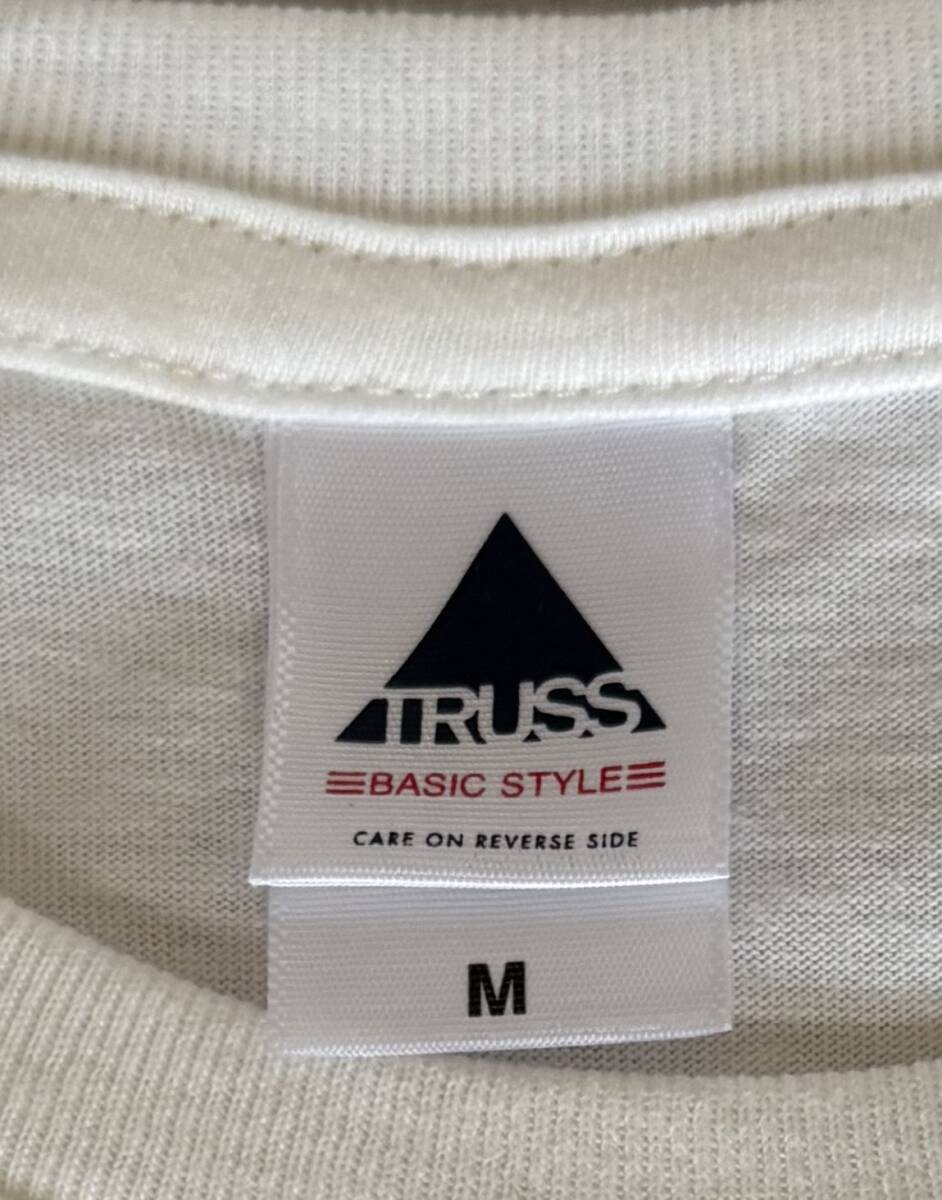 TRUSS
BASIC STYLE
CARE ON REVERSE SIDE
M